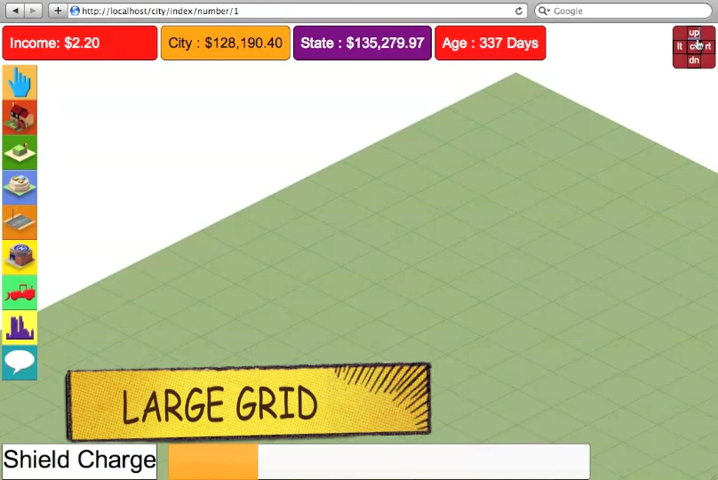 http://localhost/city/index/number/1
Google
Income: $2.20
City : $128,190.40
State : $135,279.97
Age : 337 Days
up
lt
rt
dn
LARGE GRID
Shield Charge